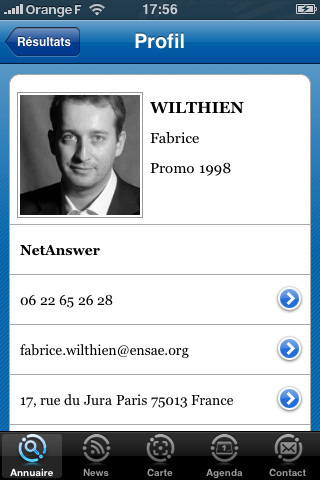 Orange F 17:56
Résultats Profil
WILTHIEN
Fabrice
Promo 1998
NetAnswer
06 22 65 26 28
fabrice.wilthien@ensae.org
17, rue du Jura Paris 75013 France
Annuaire News Carte Agenda Contact